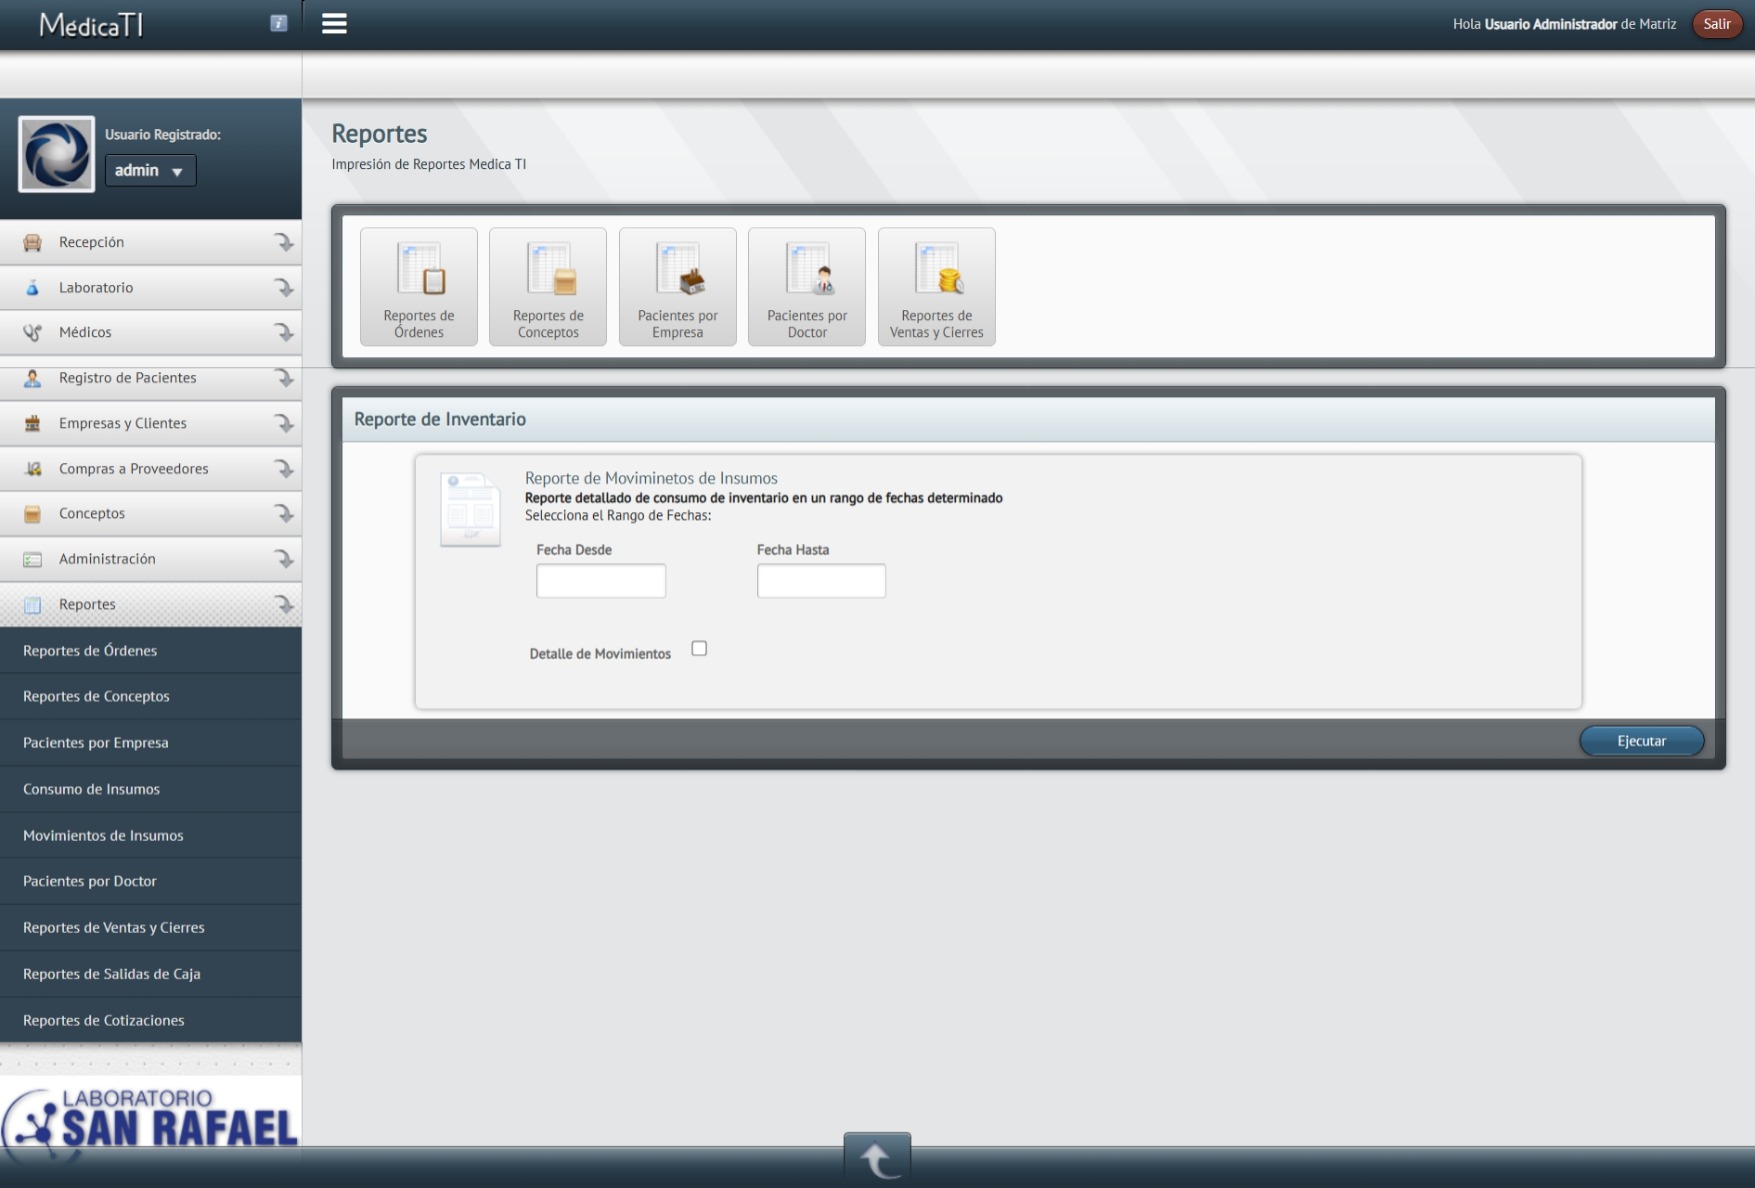 MédicaTI
Hola Usuario Administrador de Matriz
Salir
Usuario Registrado:
admin
Recepción
Laboratorio
Médicos
Registro de Pacientes
Empresas y Clientes
Compras a Proveedores
Conceptos
Administración
Reportes
Reportes de Órdenes
Reportes de Conceptos
Pacientes por Empresa
Consumo de Insumos
Movimientos de Insumos
Pacientes por Doctor
Reportes de Ventas y Cierres
Reportes de Salidas de Caja
Reportes de Cotizaciones
LABORATORIO
SAN RAFAEL
Reportes
Impresión de Reportes Medica TI
Reportes de
Órdenes
Reportes de
Conceptos
Pacientes por
Empresa
Pacientes por
Doctor
Reportes de
Ventas y Cierres
Reporte de Inventario
Reporte de Moviminetos de Insumos
Reporte detallado de consumo de inventario en un rango de fechas determinado
Selecciona el Rango de Fechas:
Fecha Desde
Fecha Hasta
Detalle de Movimientos
Ejecutar